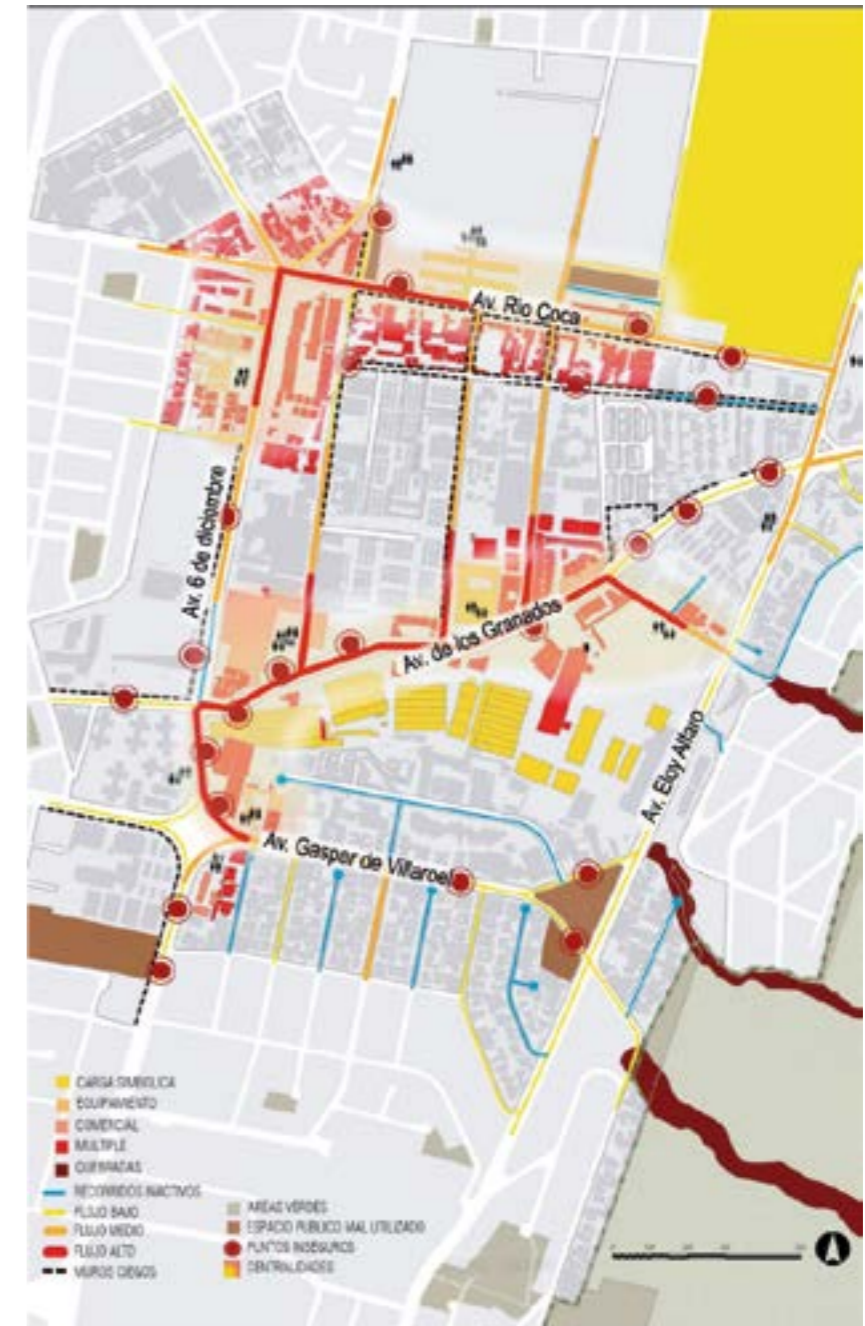 Av. Rio Coca
Av. 6 de diciembre
Av. de los Granados
Av. Eloy Alfaro
Av. Gaspar de Villaroel
CARGA SIMBOLICA
EQUIPAMIENTO
COMERCIAL
MULTIPLE
QUEBRADAS
RECORRIDOS INACTIVOS
FLUJO BAJO
FLUJO MEDIO
FLUJO ALTO
MUROS CIEGOS
AREAS VERDES
ESPACIO PUBLICO MAL UTILIZADO
PUNTOS INSEGUROS
CENTRALIDADES